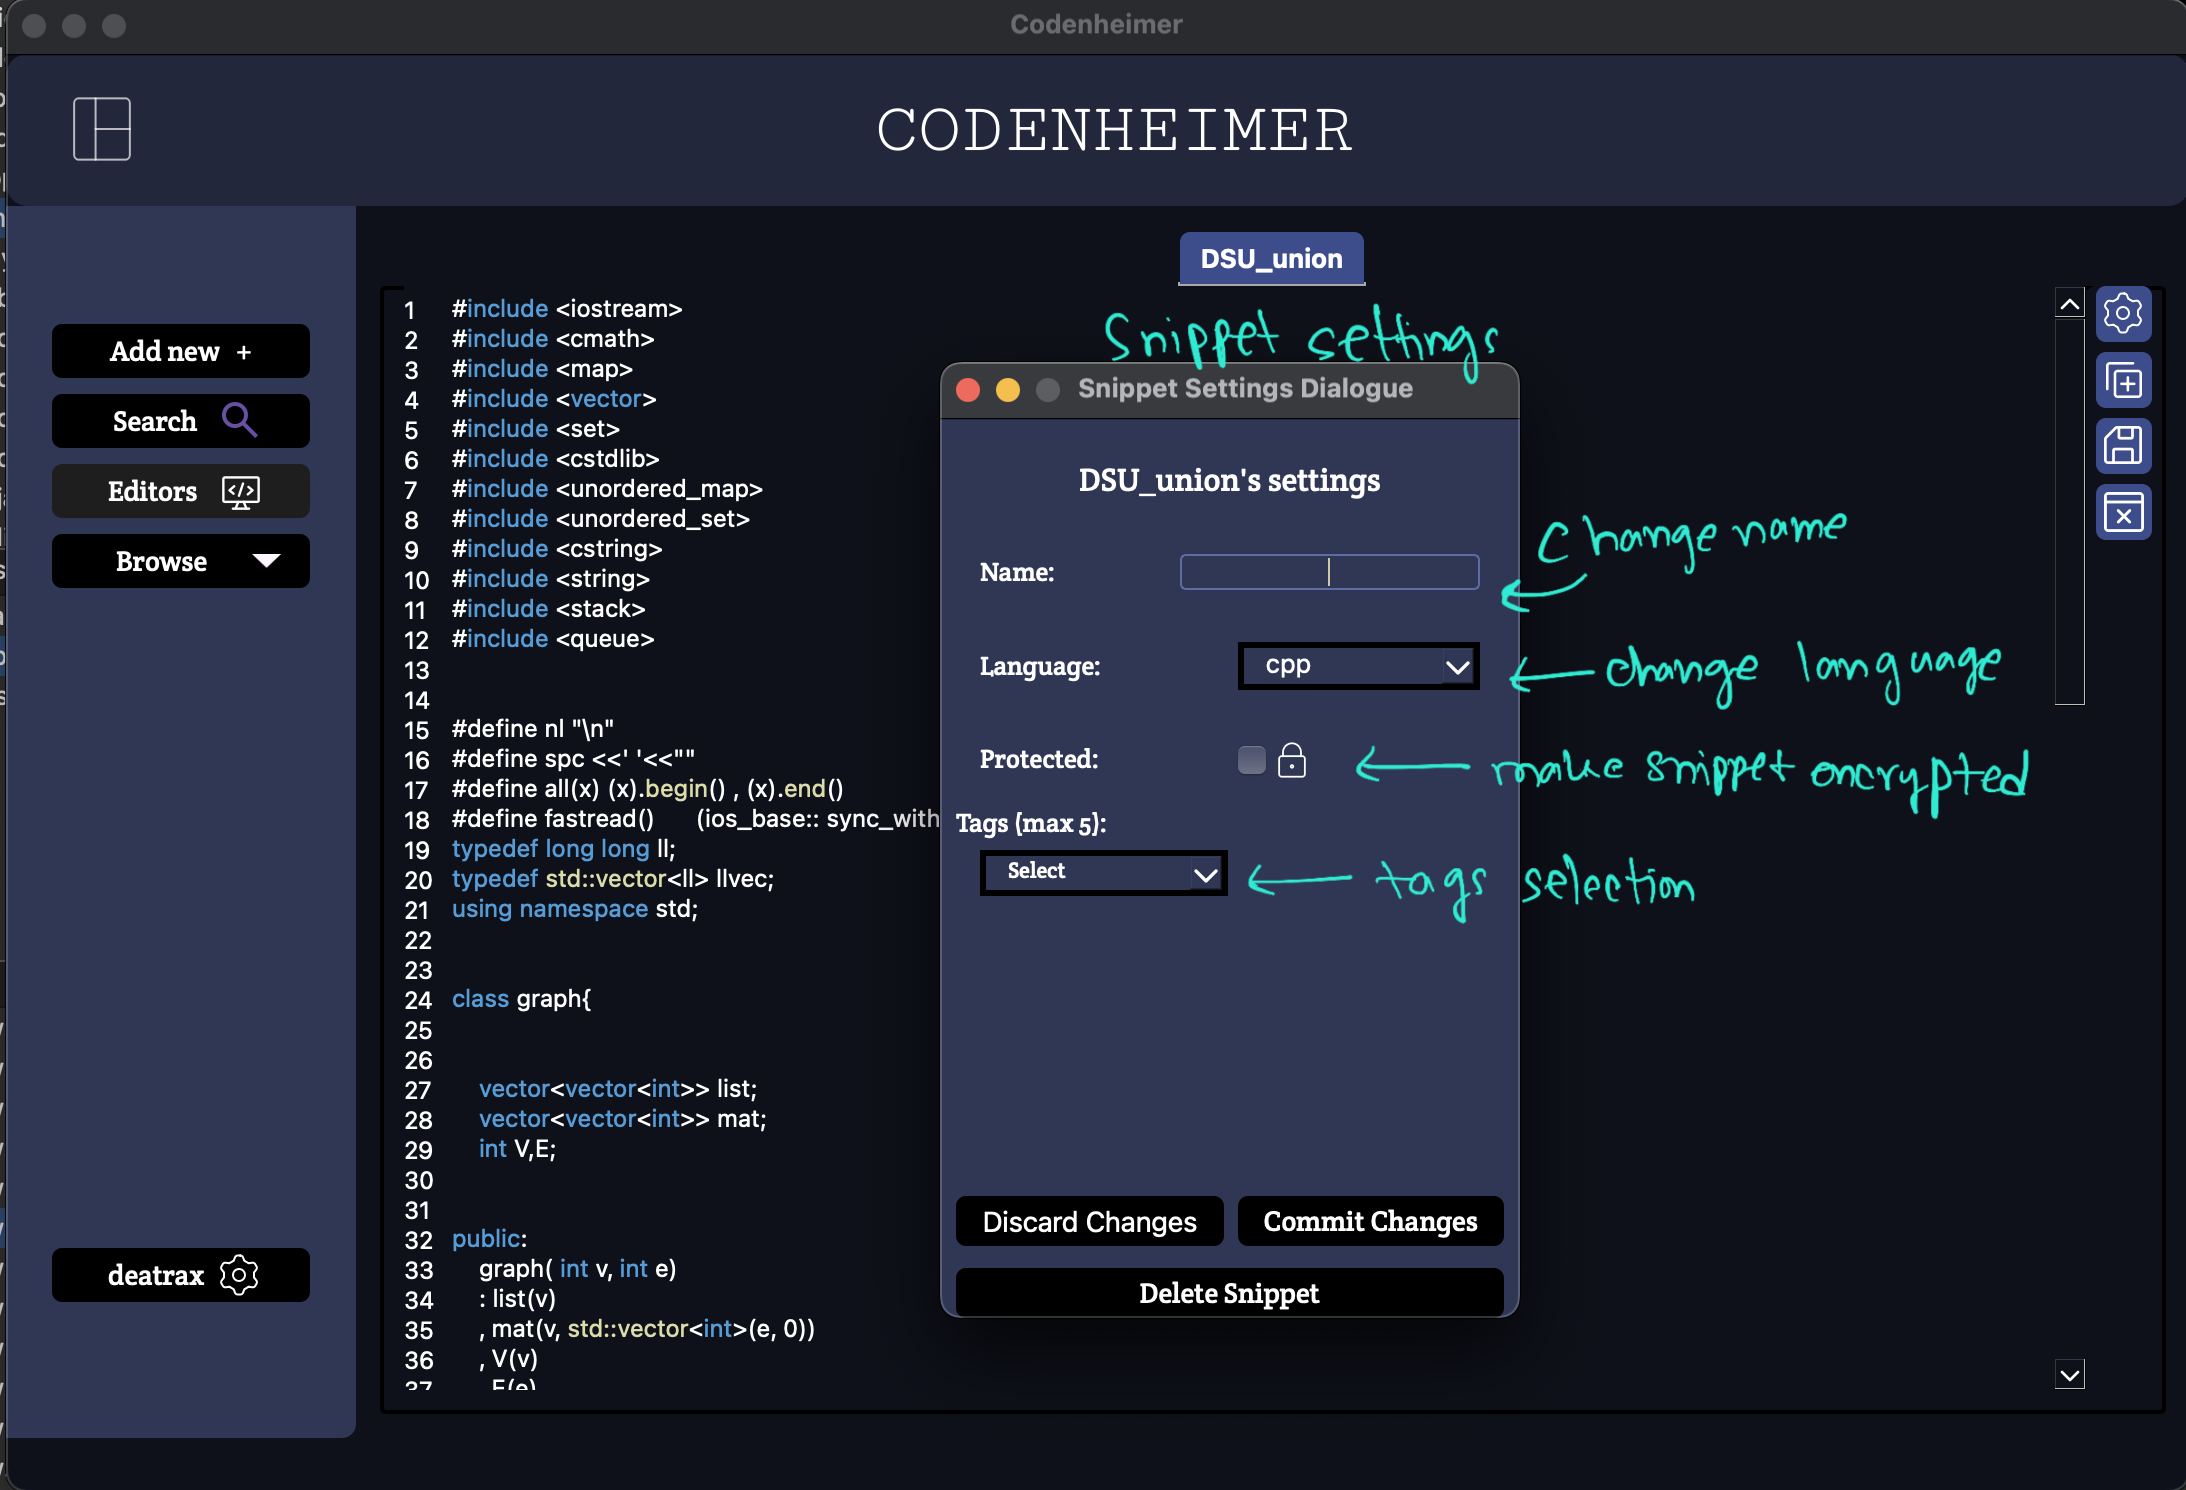 Codenheimer
CODENHEIMER
Add new +
Search
Editors
Browse
deatrax
DSU_union
1 #include <iostream>
2 #include <cmath>
3 #include <map>
4 #include <vector>
5 #include <set>
6 #include <cstdlib>
7 #include <unordered_map>
8 #include <unordered_set>
9 #include <cstring>
10 #include <string>
11 #include <stack>
12 #include <queue>
13
14
15 #define nl "\n"
16 #define spc <<' '<<""
17 #define all(x) (x).begin() , (x).end()
18 #define fastread() (ios_base:: sync_with
19 typedef long long ll;
20 typedef std::vector<ll> llvec;
21 using namespace std;
22
23
24 class graph{
25
26
27 vector<vector<int>> list;
28 vector<vector<int>> mat;
29 int V,E;
30
31
32 public:
33 graph( int v, int e)
34 : list(v)
35 , mat(v, std::vector<int>(e, 0))
36 , V(v)
37 , E(e)
Snippet settings
Snippet Settings Dialogue
DSU_union's settings
Name:
Change name
Language: cpp
change language
Protected:
make snippet encrypted
Tags (max 5):
Select
tags selection
Discard Changes
Commit Changes
Delete Snippet